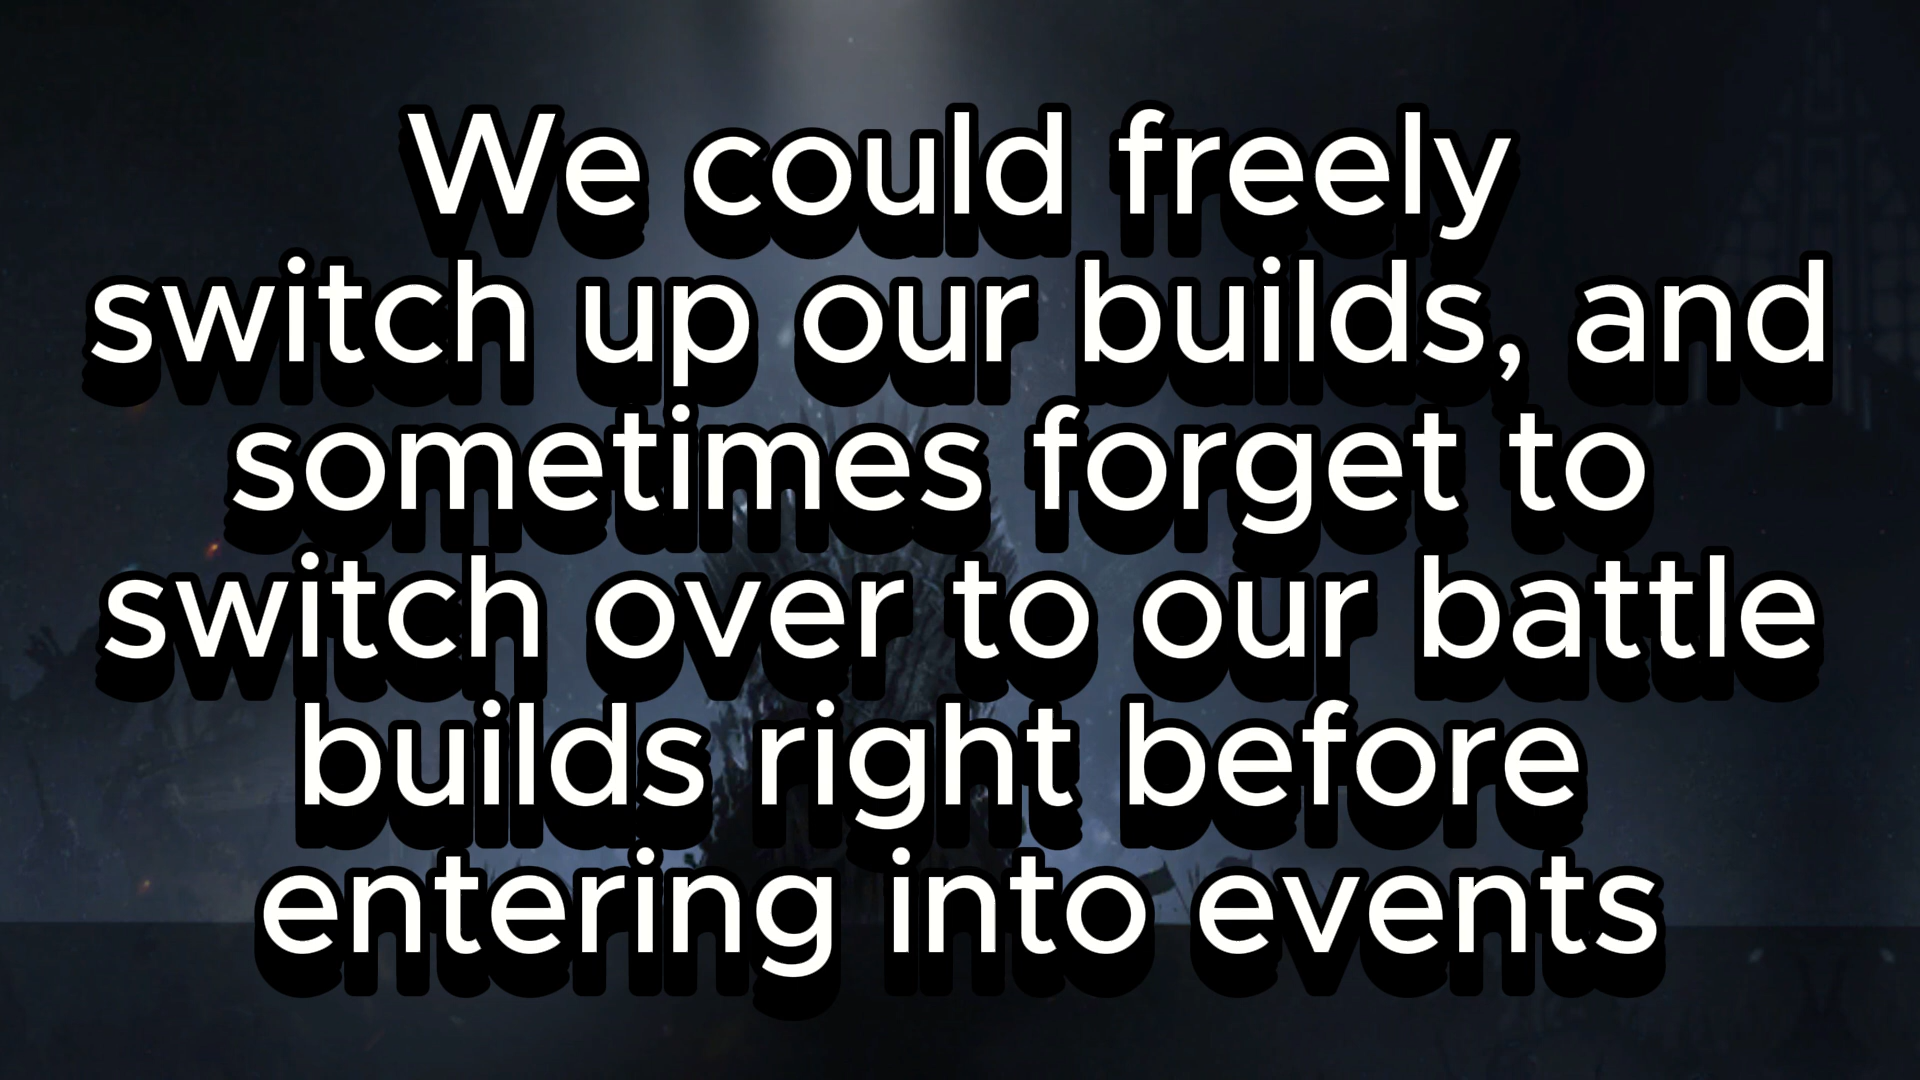 We could freely
switch up our builds, and
sometimes forget to
switch over to our battle
builds right before
entering into events